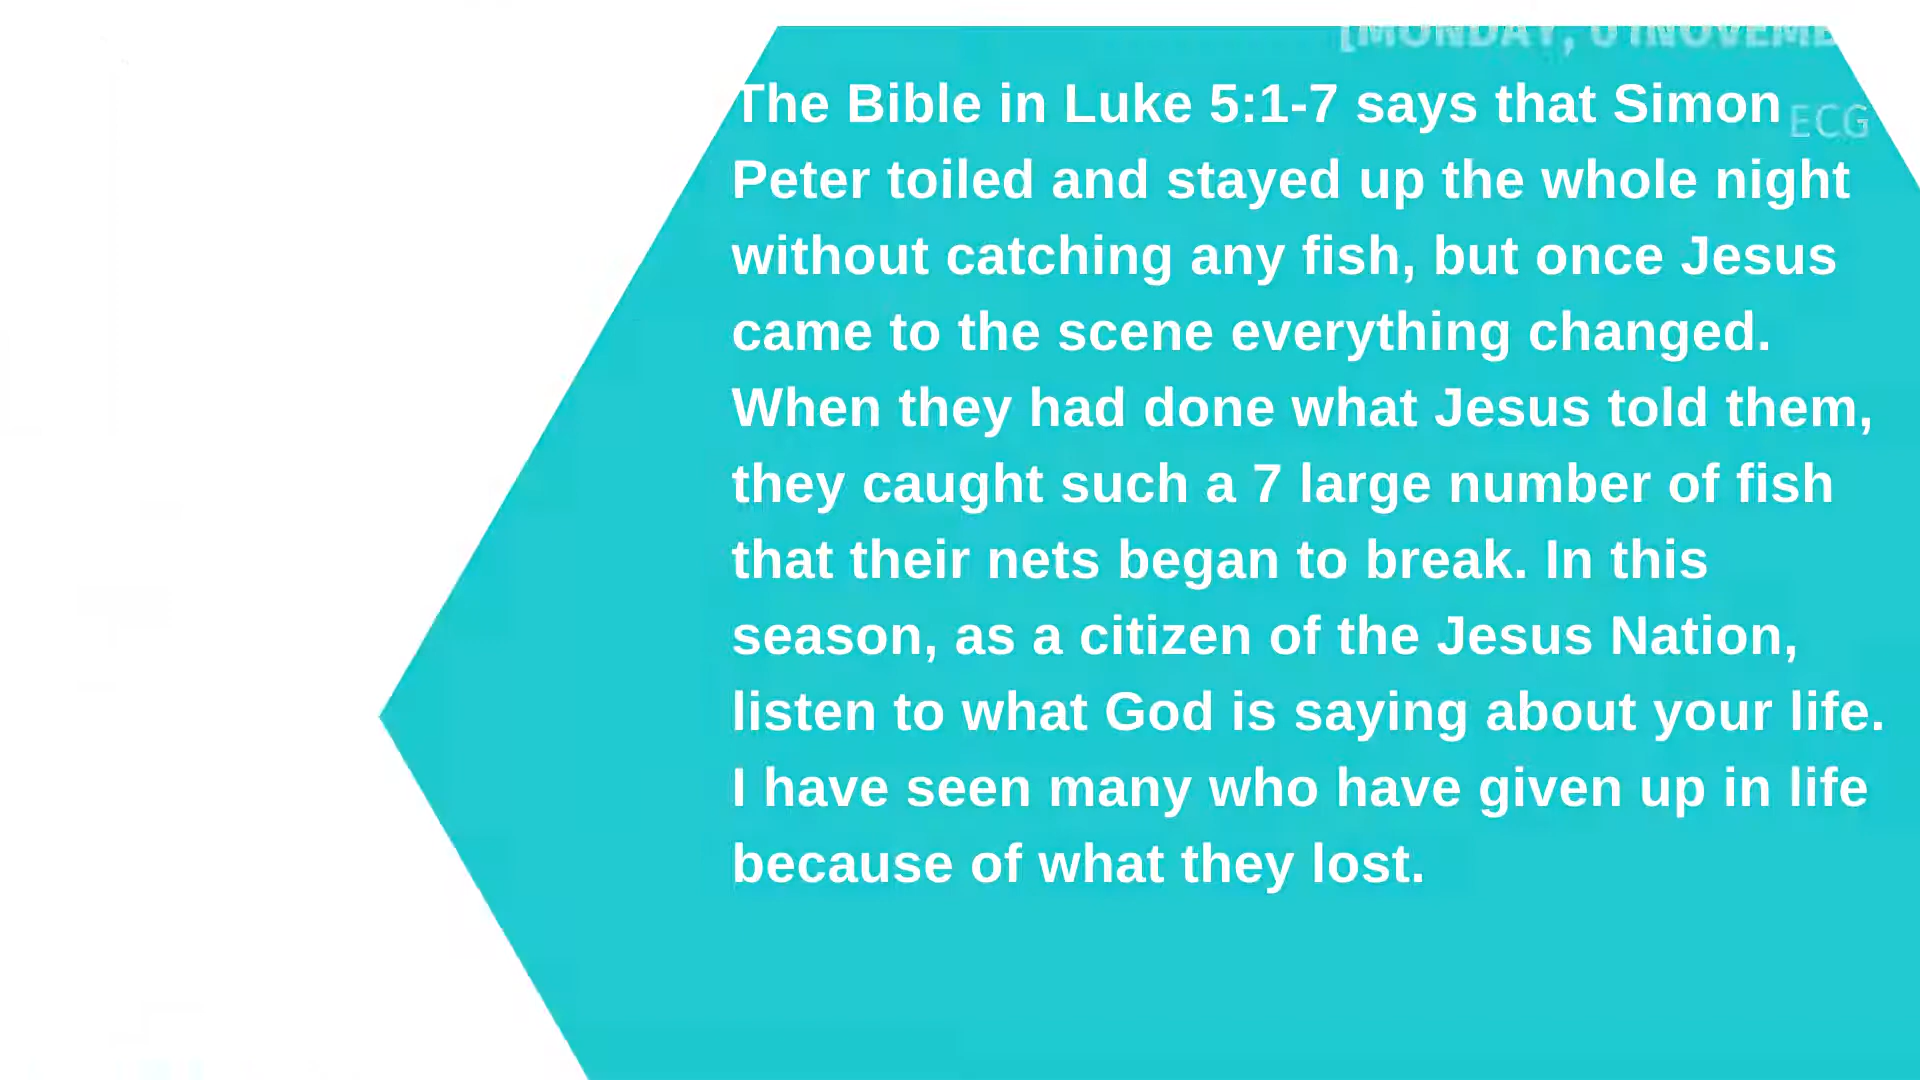 [MONDAY,
The Bible in Luke 5:1-7 says that Simon
ECG
Peter toiled and stayed up the whole night
without catching any fish, but once Jesus
came to the scene everything changed.
When they had done what Jesus told them,
they caught such a 7 large number of fish
that their nets began to break. In this
season, as a citizen of the Jesus Nation,
listen to what God is saying about your life.
I have seen many who have given up in life
because of what they lost.